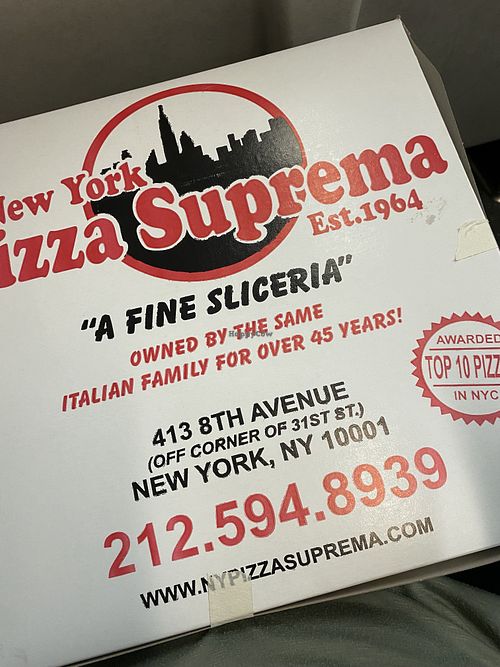 New York
izza Suprema
Est.1964
"A FINE SLICERIA"
OWNED BY THE SAME
ITALIAN FAMILY FOR OVER 45 YEARS!
AWARDED
TOP 10 PIZZ
IN NYC
413 8TH AVENUE
(OFF CORNER OF 31ST ST.)
NEW YORK, NY 10001
212.594.8939
WWW.NYPIZZASUPREMA.COM
HappyCow